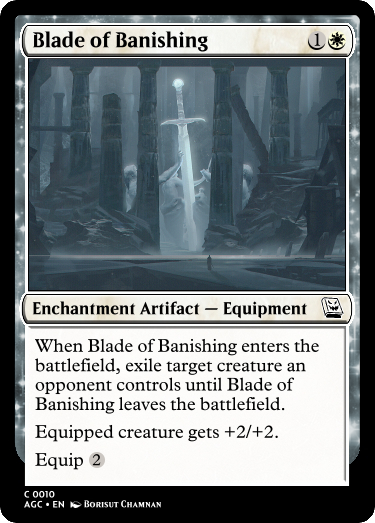 Blade of Banishing 1
Enchantment Artifact — Equipment
When Blade of Banishing enters the
battlefield, exile target creature an
opponent controls until Blade of
Banishing leaves the battlefield.
Equipped creature gets +2/+2.
Equip 2
C 0010
AGC • EN Borisut Chamnan